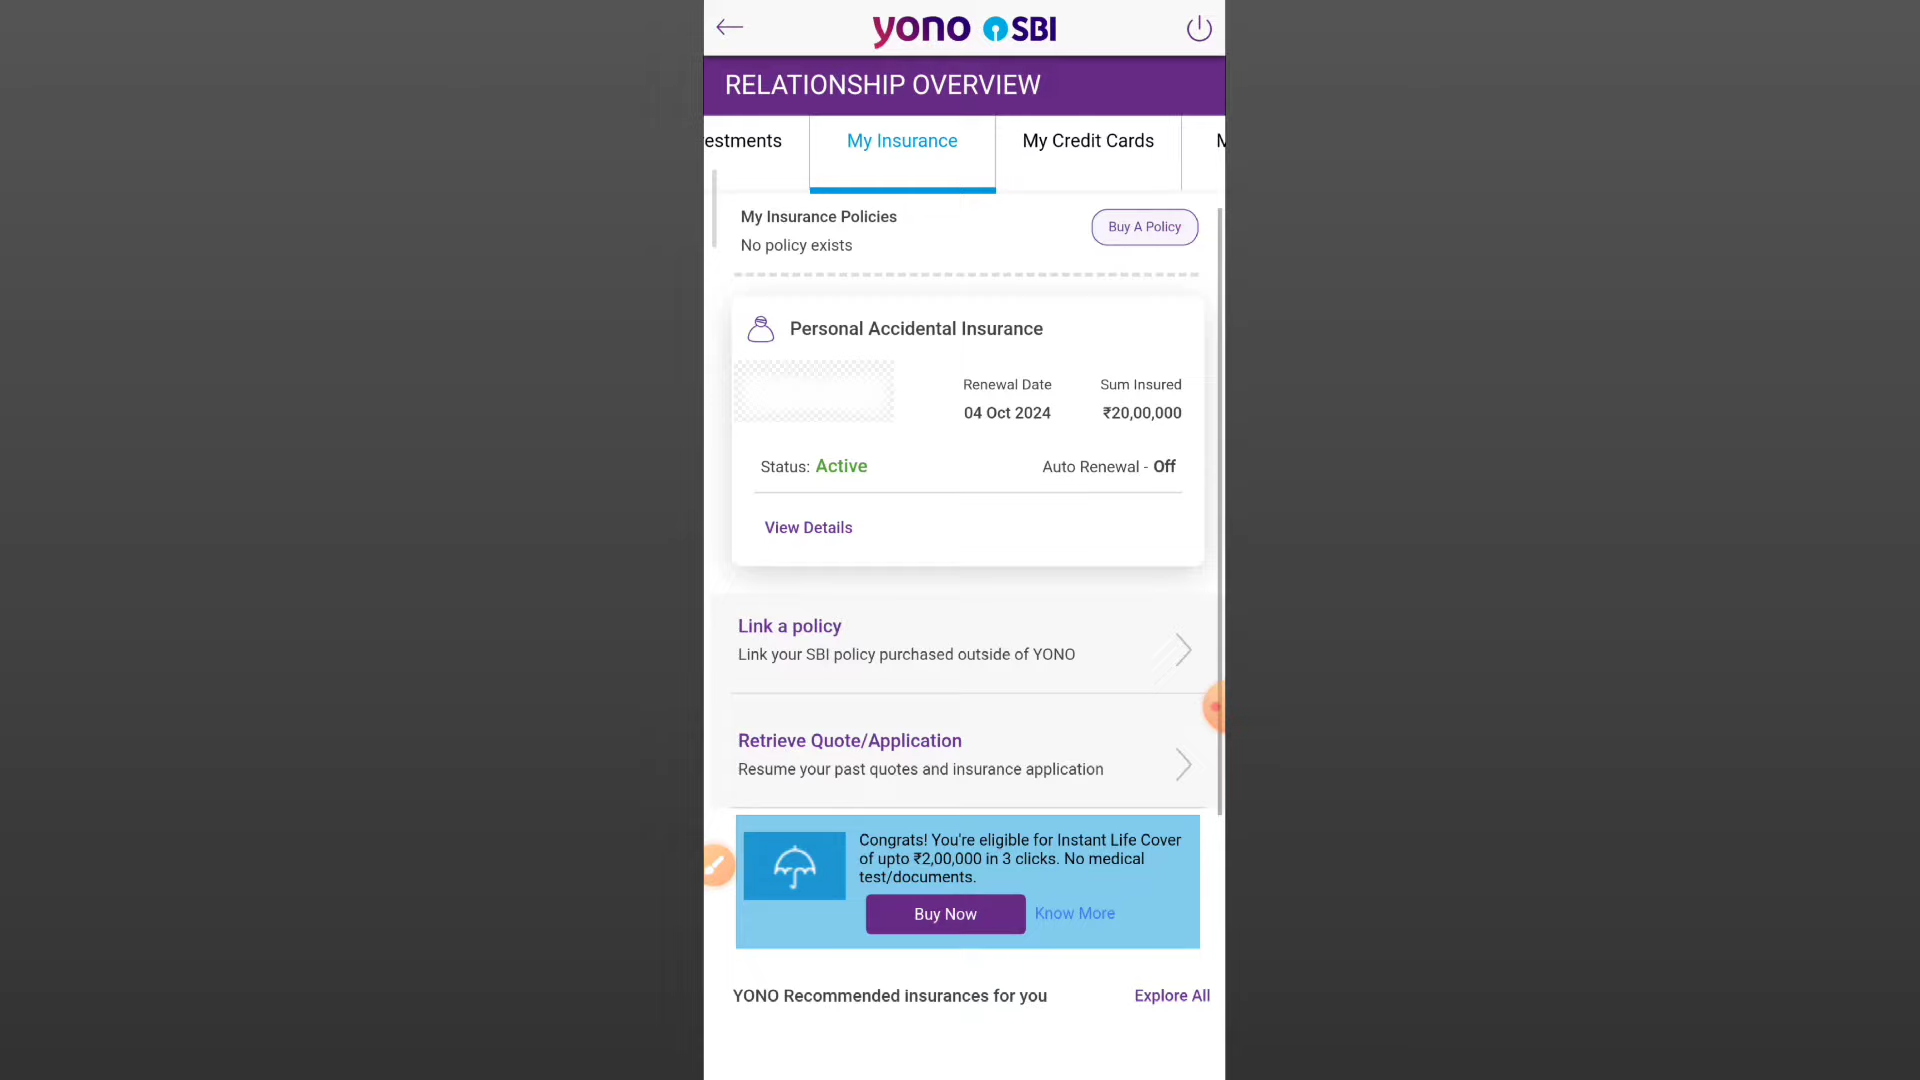 yono SBI
RELATIONSHIP OVERVIEW
estments My Insurance My Credit Cards M
My Insurance Policies
Buy A Policy
No policy exists
Personal Accidental Insurance
Renewal Date Sum Insured
04 Oct 2024 ₹20,00,000
Status: Active Auto Renewal - Off
View Details
Link a policy
Link your SBI policy purchased outside of YONO
Retrieve Quote/Application
Resume your past quotes and insurance application
Congrats! You're eligible for Instant Life Cover
of upto ₹2,00,000 in 3 clicks. No medical
test/documents.
Buy Now Know More
YONO Recommended insurances for you Explore All